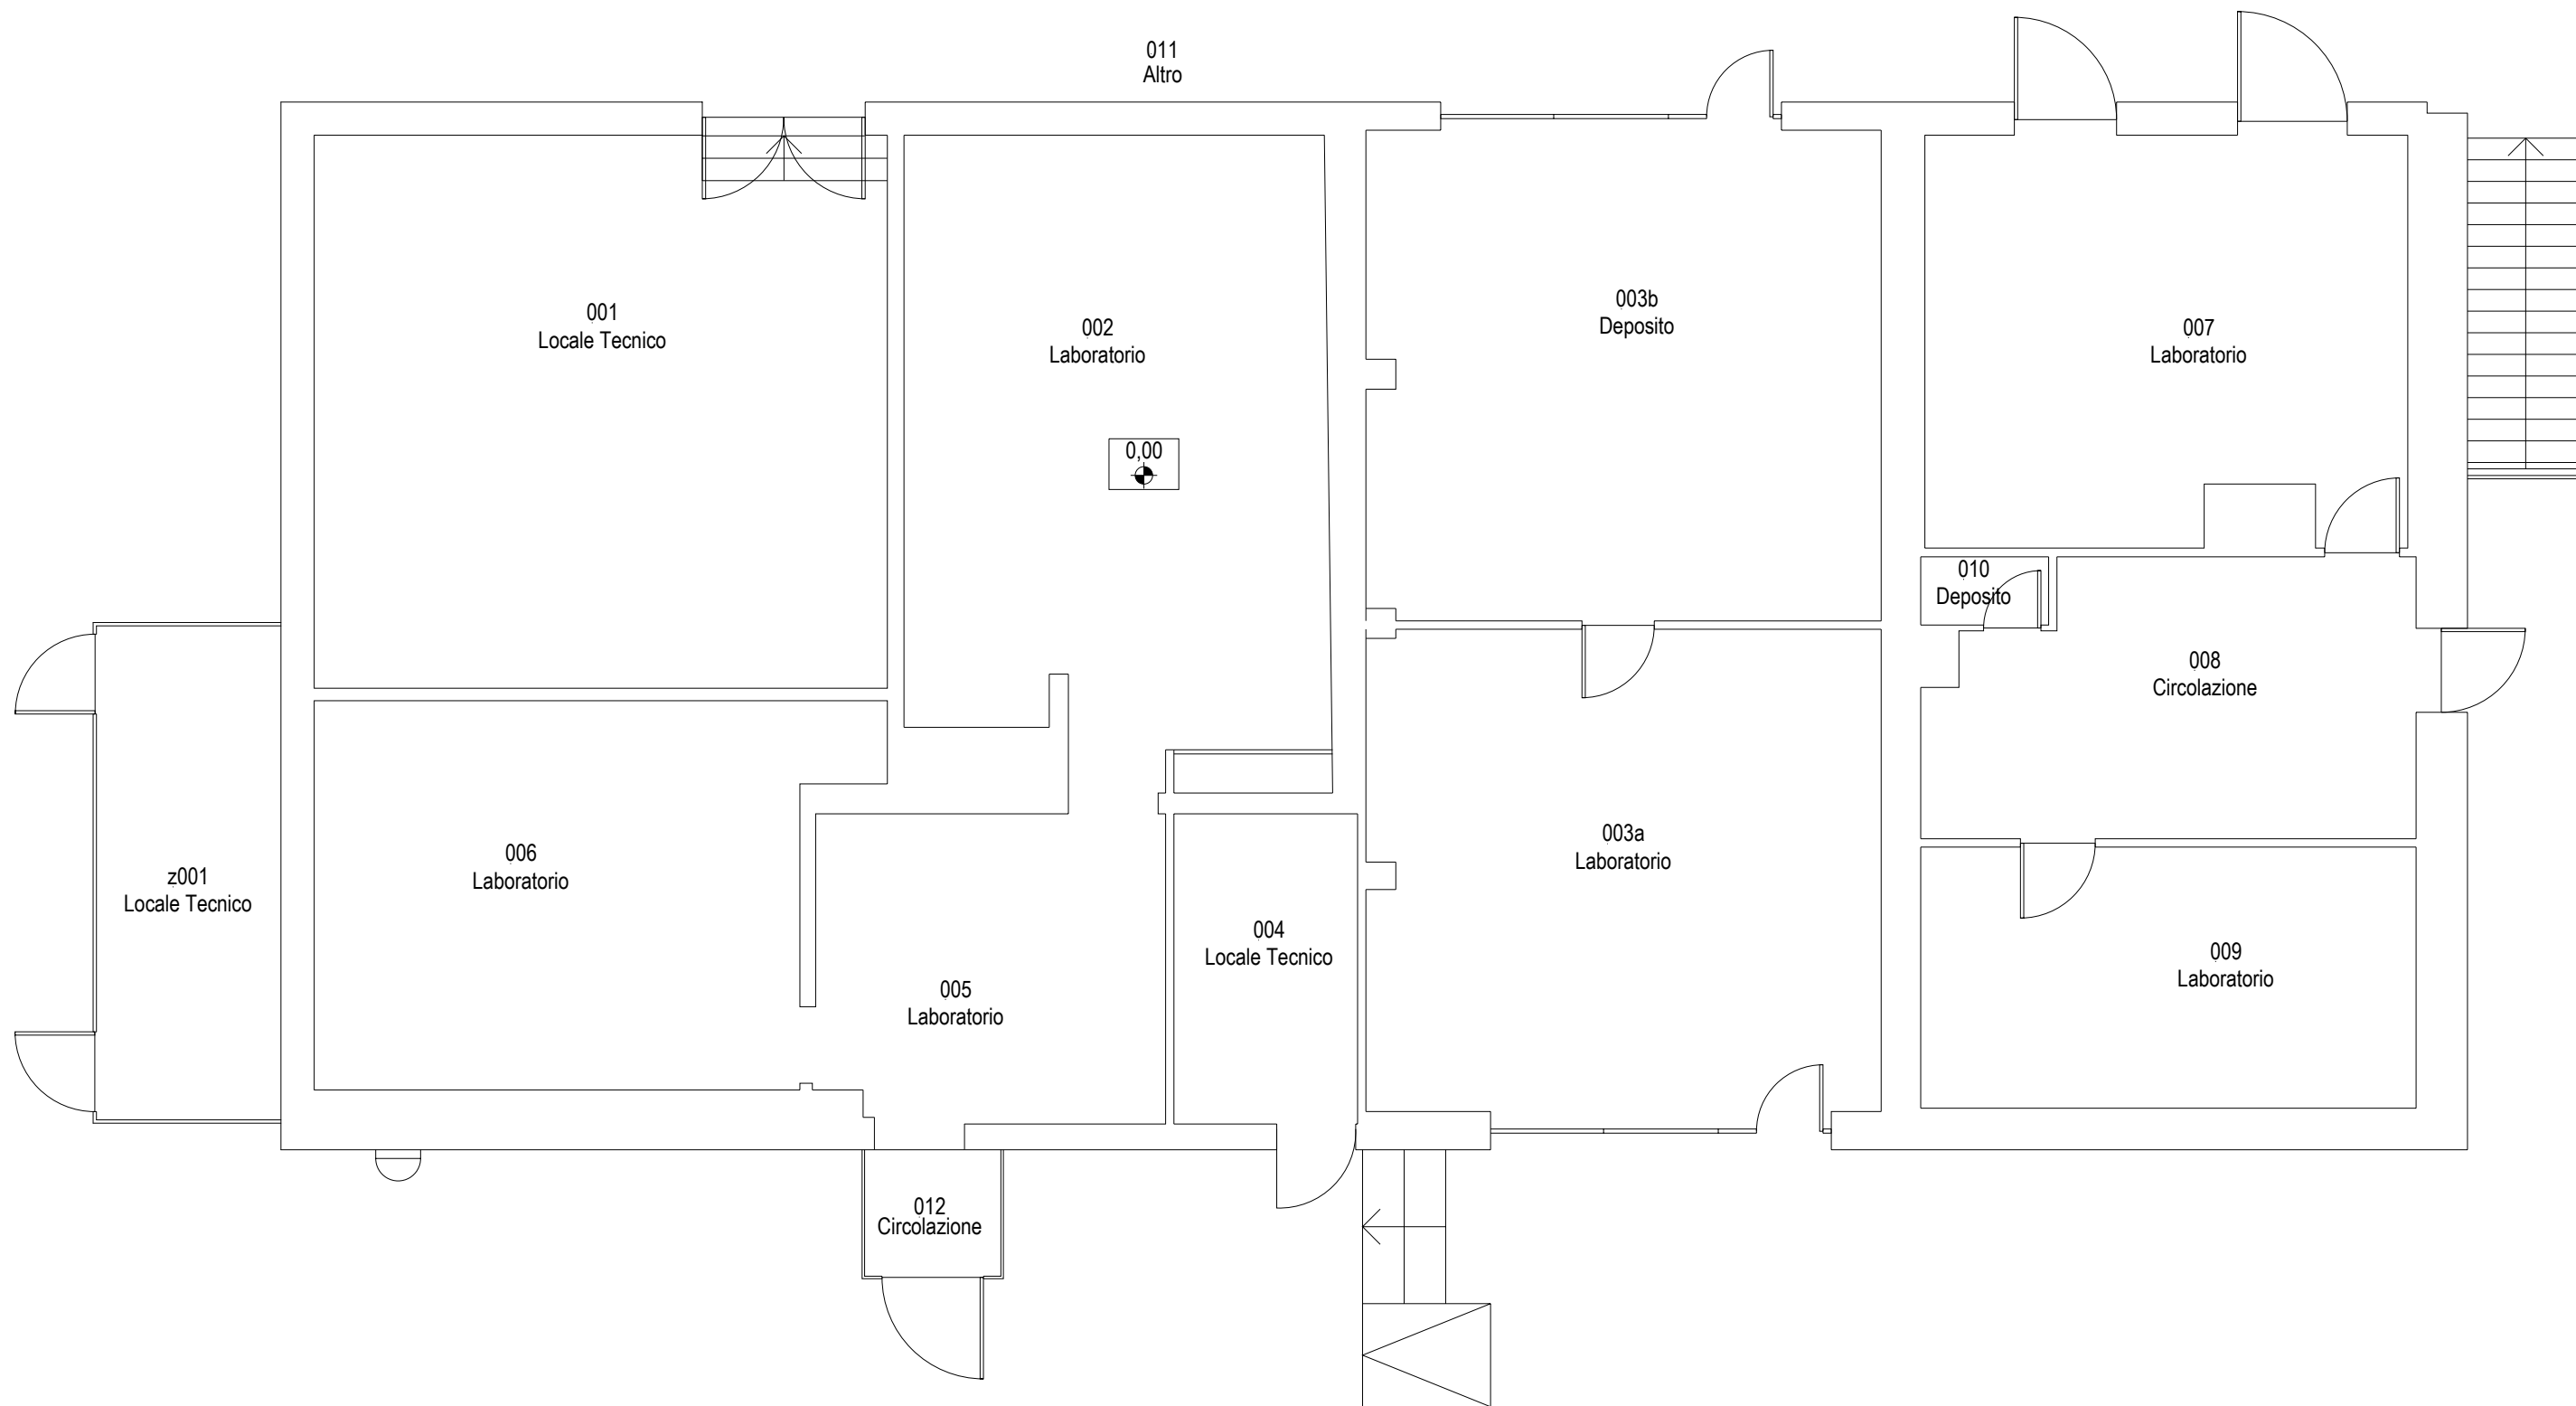 011
Altro
001
Locale Tecnico
002
Laboratorio
003b
Deposito
007
Laboratorio
0,00
010
Deposito
008
Circolazione
z001
Locale Tecnico
006
Laboratorio
003a
Laboratorio
004
Locale Tecnico
005
Laboratorio
009
Laboratorio
012
Circolazione